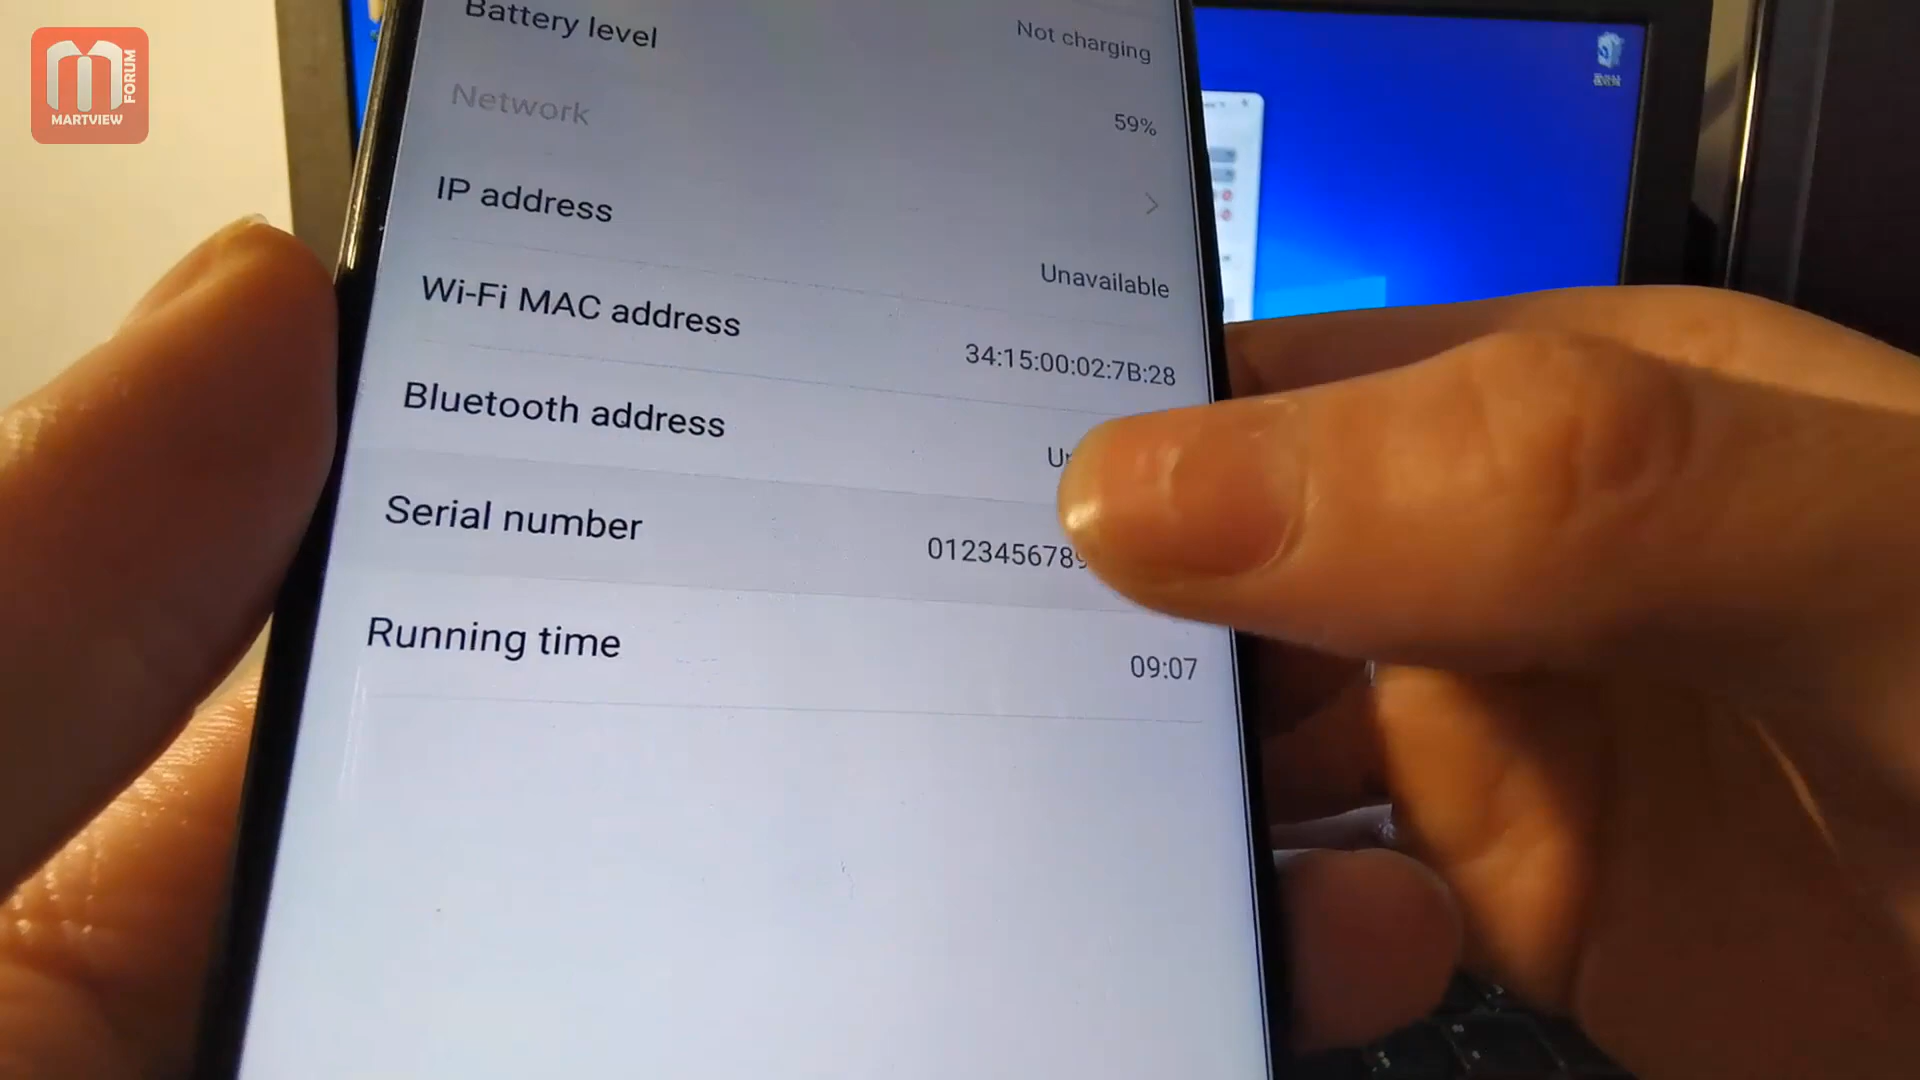 FORUM
MARTVIEW
Battery level
Not charging
Network
59%
IP address
Unavailable
Wi-Fi MAC address
34:15:00:02:7B:28
Bluetooth address
Serial number
012345678
Running time
09:07